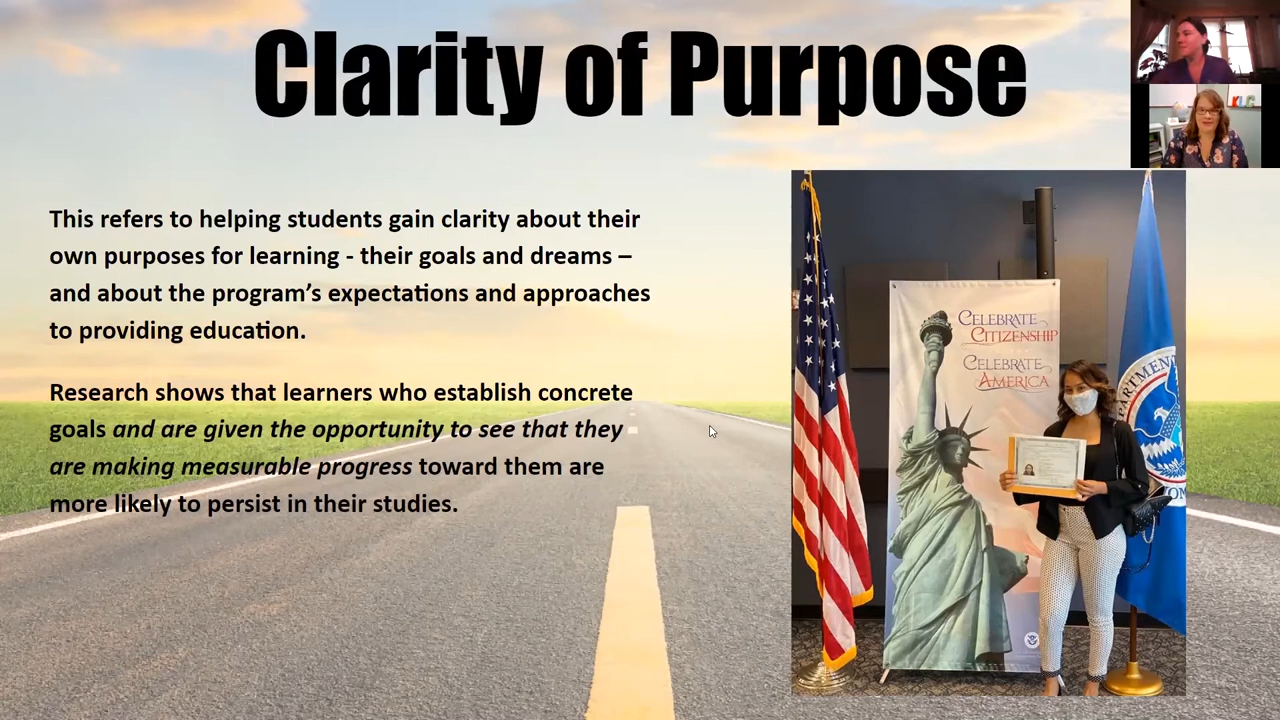 Clarity of Purpose
KLC
This refers to helping students gain clarity about their
own purposes for learning - their goals and dreams –
and about the program’s expectations and approaches
to providing education.
Research shows that learners who establish concrete
goals and are given the opportunity to see that they
are making measurable progress toward them are
more likely to persist in their studies.
CELEBRATE
CITIZENSHIP
CELEBRATE
AMERICA